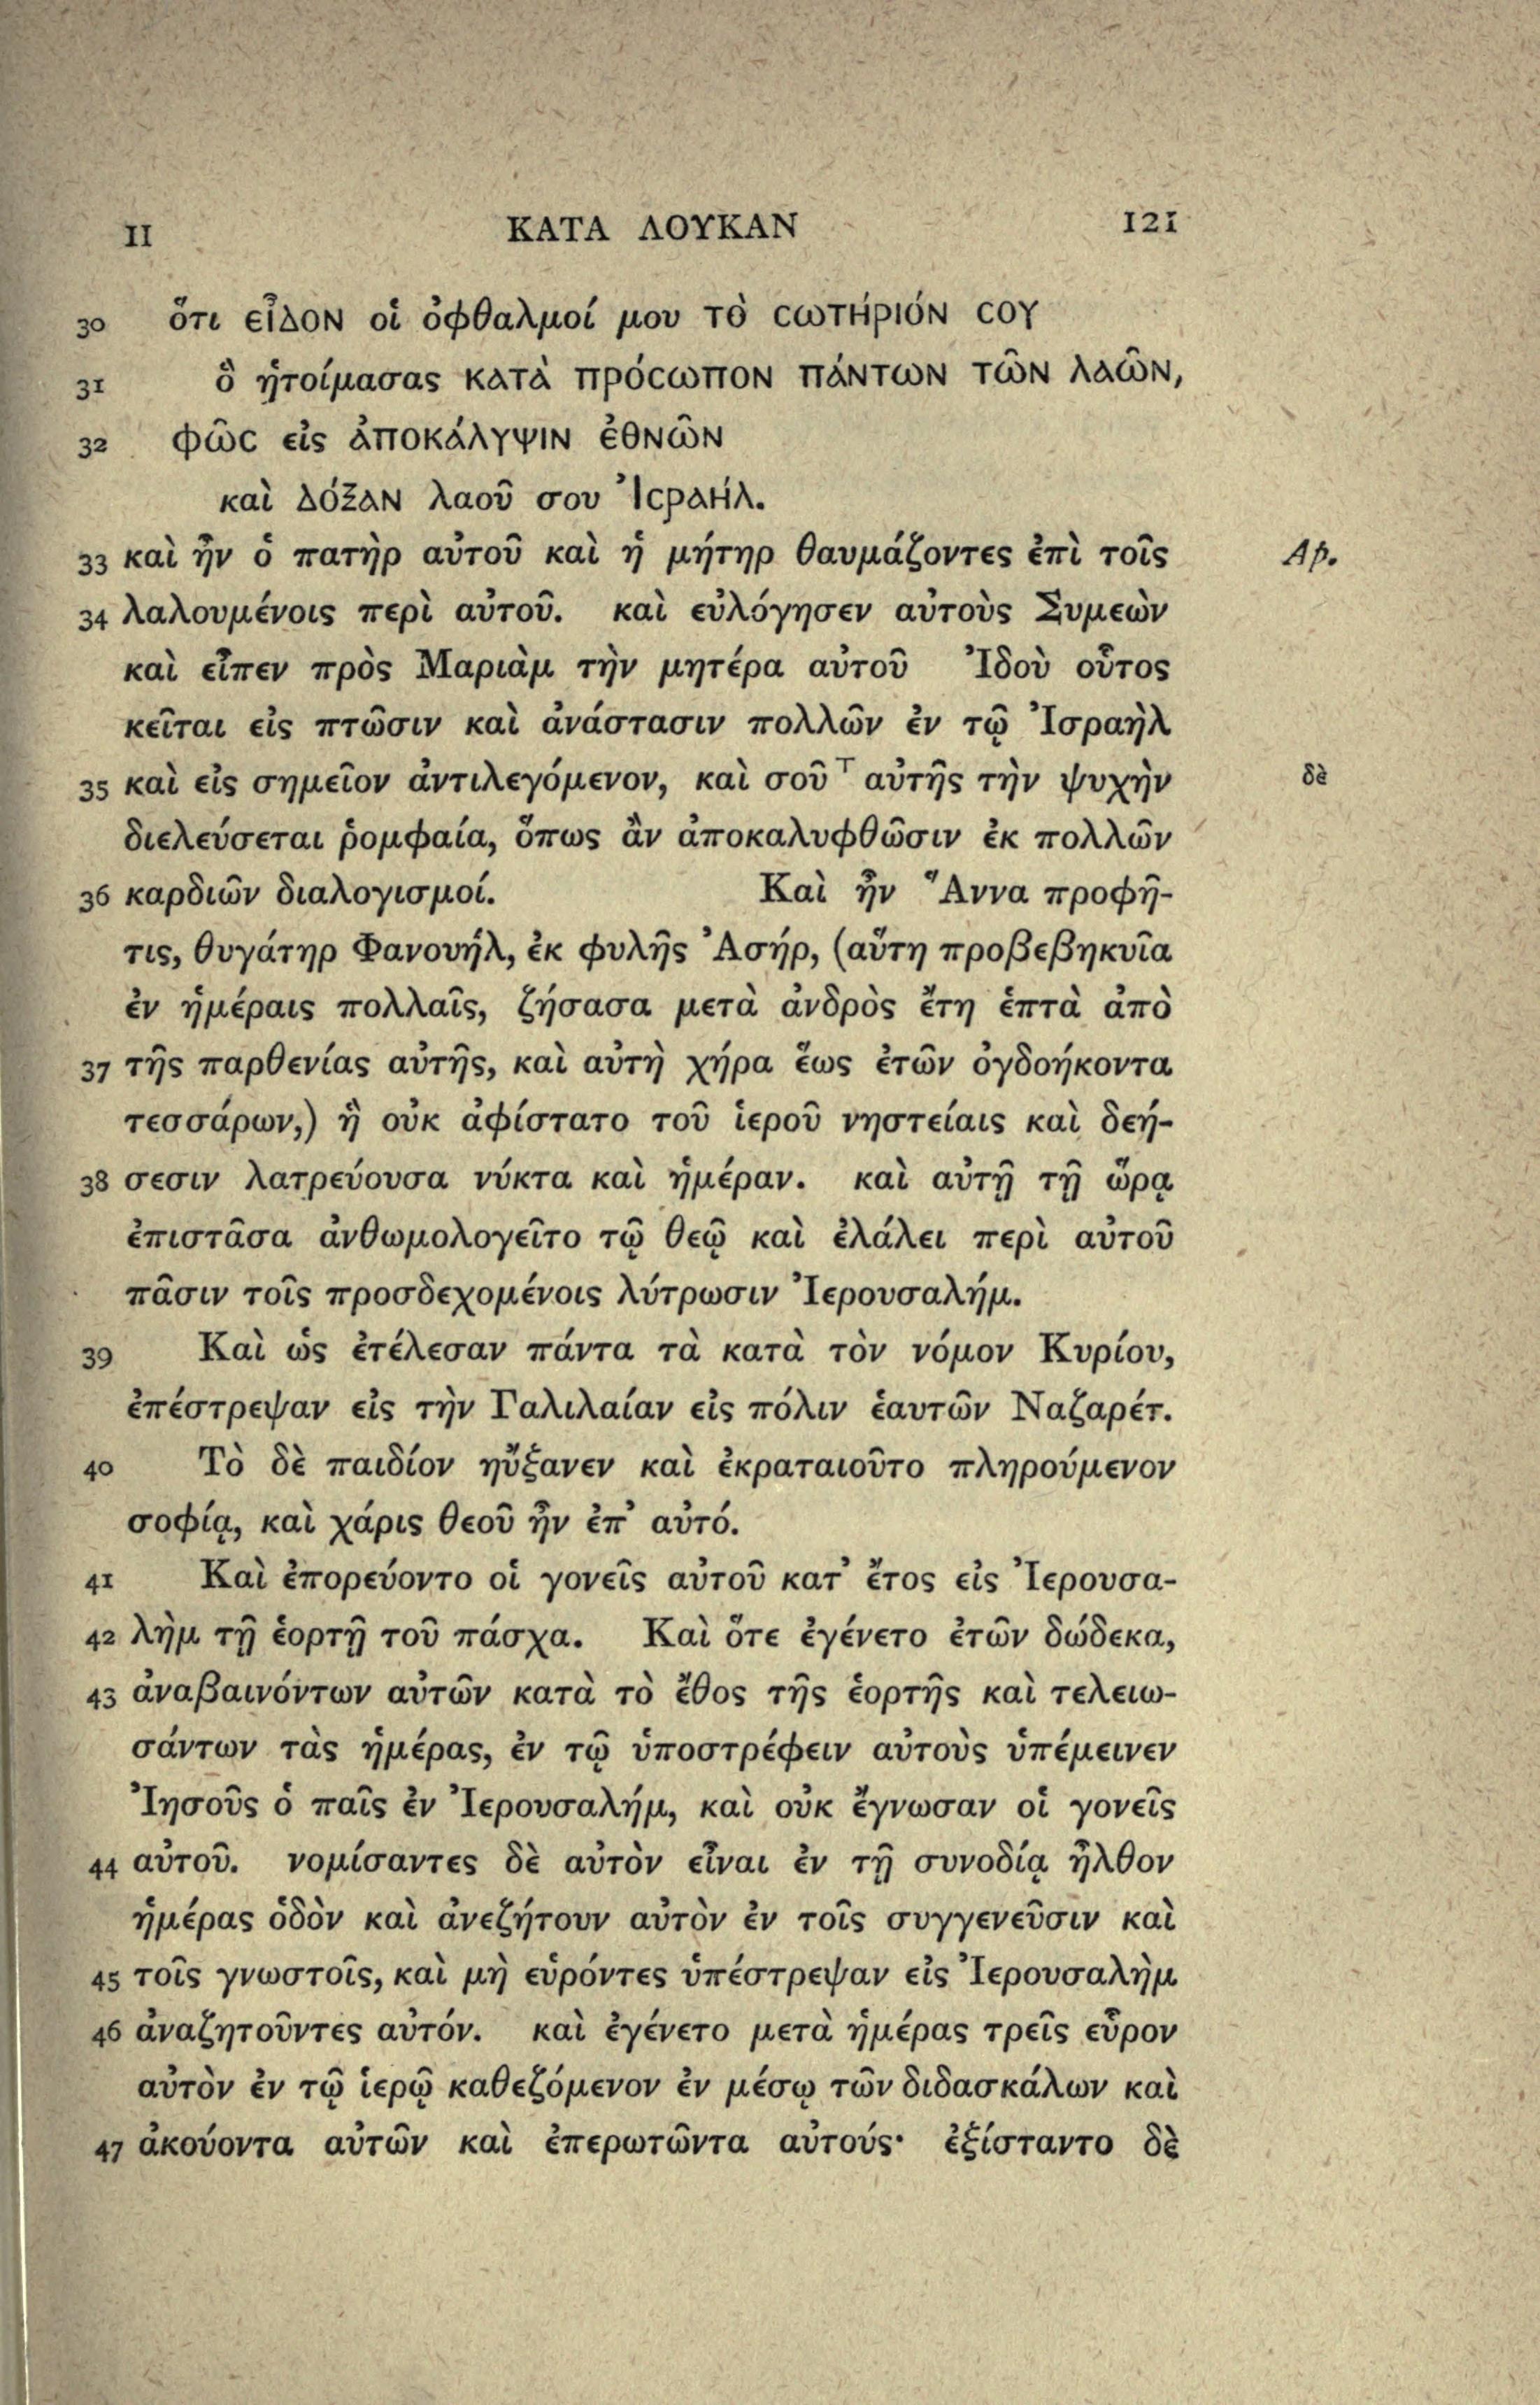 II ΚΑΤΑ ΛΟΥΚΑΝ 121
30 ὅτι εἶδον οἱ ὀφθαλμοί μου τὸ σωτήριόν σου
31 ὃ ἡτοίμασας κατὰ πρόσωπον πάντων τῶν λαῶν,
32 φῶς εἰς ἀποκάλυψιν ἐθνῶν
καὶ δόξαν λαοῦ σου Ἰσραήλ.
33 καὶ ἦν ὁ πατὴρ αὐτοῦ καὶ ἡ μήτηρ θαυμάζοντες ἐπὶ τοῖς Ap.
34 λαλουμένοις περὶ αὐτοῦ. καὶ εὐλόγησεν αὐτοὺς Συμεὼν
καὶ εἶπεν πρὸς Μαριὰμ τὴν μητέρα αὐτοῦ Ἰδοὺ οὗτος
κεῖται εἰς πτῶσιν καὶ ἀνάστασιν πολλῶν ἐν τῷ Ἰσραὴλ
35 καὶ εἰς σημεῖον ἀντιλεγόμενον, καὶ σοῦ ⸆ αὐτῆς τὴν ψυχὴν δὲ
διελεύσεται ῥομφαία, ὅπως ἂν ἀποκαλυφθῶσιν ἐκ πολλῶν
36 καρδιῶν διαλογισμοί. Καὶ ἦν Ἄννα προφῆ-
τις, θυγάτηρ Φανουήλ, ἐκ φυλῆς Ἀσήρ, (αὕτη προβεβηκυῖα
ἐν ἡμέραις πολλαῖς, ζήσασα μετὰ ἀνδρὸς ἔτη ἑπτὰ ἀπὸ
37 τῆς παρθενίας αὐτῆς, καὶ αὐτὴ χήρα ἕως ἐτῶν ὀγδοήκοντα
τεσσάρων,) ἣ οὐκ ἀφίστατο τοῦ ἱεροῦ νηστείαις καὶ δεή-
38 σεσιν λατρεύουσα νύκτα καὶ ἡμέραν. καὶ αὐτῇ τῇ ὥρᾳ
ἐπιστᾶσα ἀνθωμολογεῖτο τῷ θεῷ καὶ ἐλάλει περὶ αὐτοῦ
πᾶσιν τοῖς προσδεχομένοις λύτρωσιν Ἰερουσαλήμ.
39 Καὶ ὡς ἐτέλεσαν πάντα τὰ κατὰ τὸν νόμον Κυρίου,
ἐπέστρεψαν εἰς τὴν Γαλιλαίαν εἰς πόλιν ἑαυτῶν Ναζαρέτ.
40 Τὸ δὲ παιδίον ηὔξανεν καὶ ἐκραταιοῦτο πληρούμενον
σοφίᾳ, καὶ χάρις θεοῦ ἦν ἐπ’ αὐτό.
41 Καὶ ἐπορεύοντο οἱ γονεῖς αὐτοῦ κατ’ ἔτος εἰς Ἰερουσα-
42 λὴμ τῇ ἑορτῇ τοῦ πάσχα. Καὶ ὅτε ἐγένετο ἐτῶν δώδεκα,
43 ἀναβαινόντων αὐτῶν κατὰ τὸ ἔθος τῆς ἑορτῆς καὶ τελειω-
σάντων τὰς ἡμέρας, ἐν τῷ ὑποστρέφειν αὐτοὺς ὑπέμεινεν
Ἰησοῦς ὁ παῖς ἐν Ἰερουσαλήμ, καὶ οὐκ ἔγνωσαν οἱ γονεῖς
44 αὐτοῦ. νομίσαντες δὲ αὐτὸν εἶναι ἐν τῇ συνοδίᾳ ἦλθον
ἡμέρας ὁδὸν καὶ ἀνεζήτουν αὐτὸν ἐν τοῖς συγγενεῦσιν καὶ
45 τοῖς γνωστοῖς, καὶ μὴ εὑρόντες ὑπέστρεψαν εἰς Ἰερουσαλὴμ
46 ἀναζητοῦντες αὐτόν. καὶ ἐγένετο μετὰ ἡμέρας τρεῖς εὗρον
αὐτὸν ἐν τῷ ἱερῷ καθεζόμενον ἐν μέσῳ τῶν διδασκάλων καὶ
47 ἀκούοντα αὐτῶν καὶ ἐπερωτῶντα αὐτούς· ἐξίσταντο δὲ